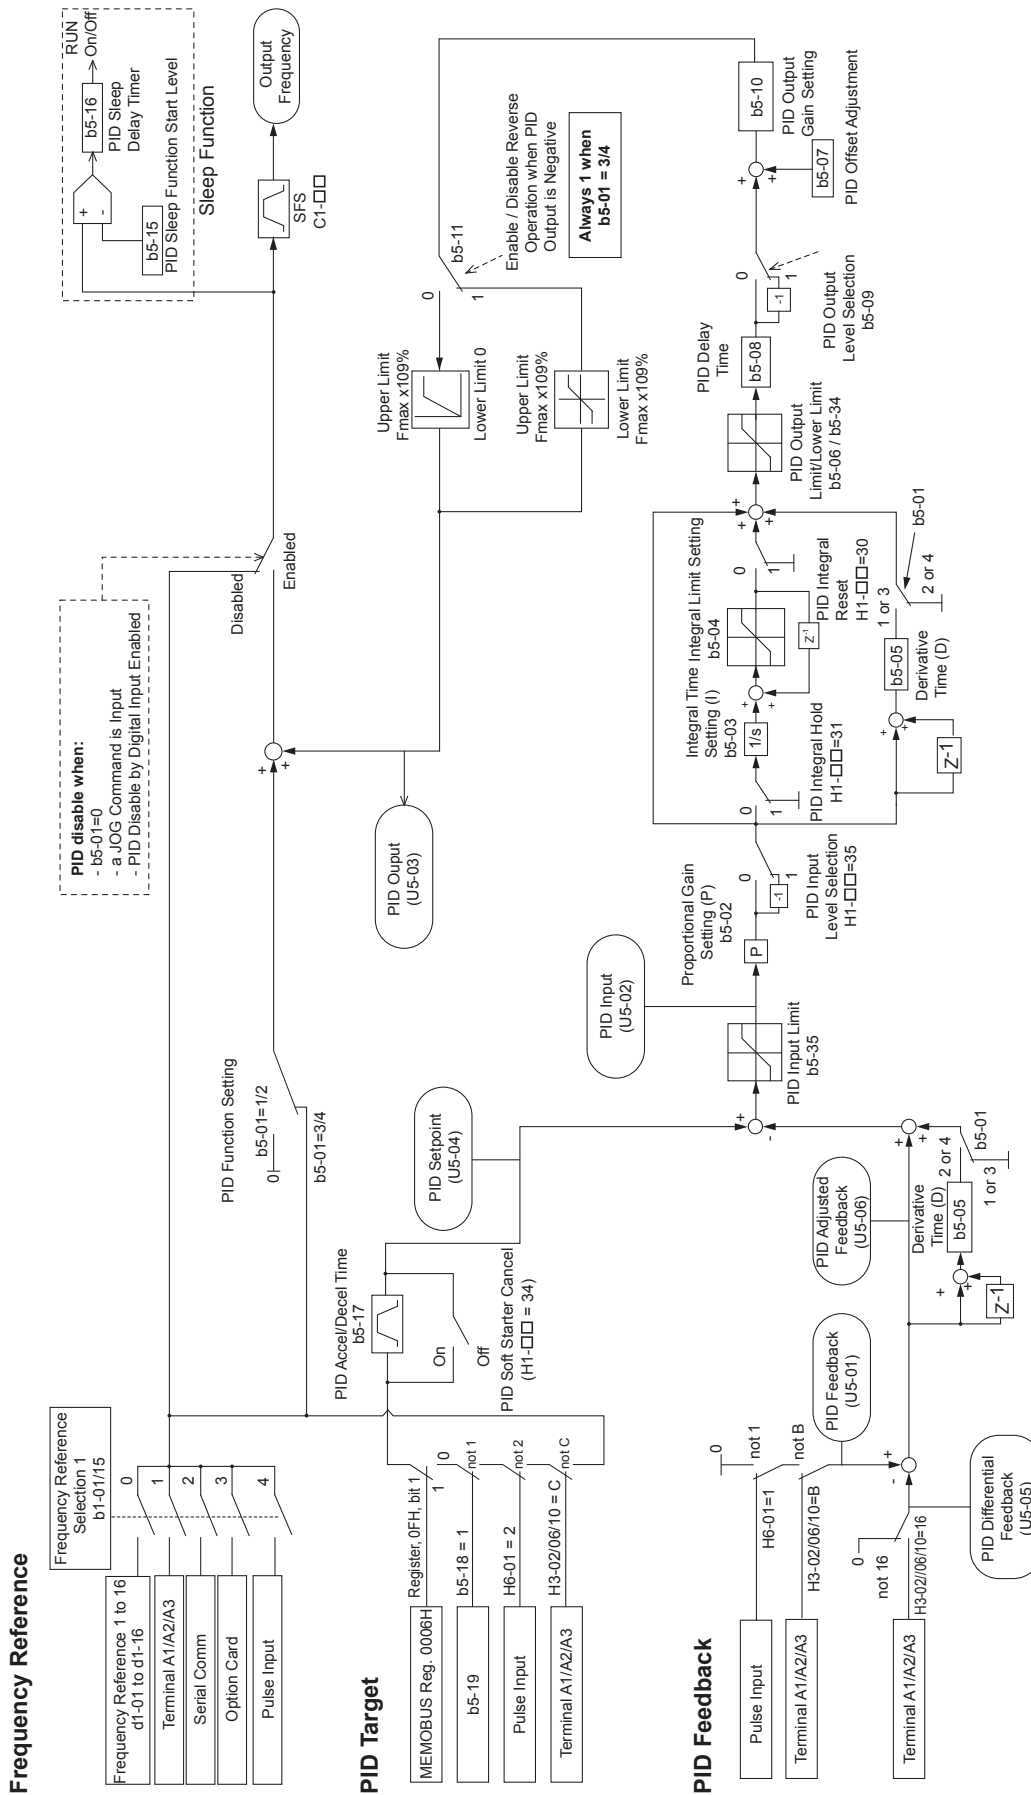 Frequency Reference
Frequency Reference
Selection 1
b1-01/15
Frequency Reference 1 to 16
d1-01 to d1-16
Terminal A1/A2/A3
Serial Comm
Option Card
Pulse Input
0
1
2
3
4
PID Function Setting
0
b5-01=1/2
b5-01=3/4
PID disable when:
- b5-01=0
- a JOG Command is Input
- PID Disable by Digital Input Enabled
Disabled
Enabled
+
+
RUN
On/Off
b5-16
PID Sleep
Delay Timer
+
-
b5-15
PID Sleep Function Start Level
Sleep Function
SFS
C1-□□
Output
Frequency
PID Target
MEMOBUS Reg. 0006H
Register, 0FH, bit 1
1
0
b5-19
b5-18 = 1
not 1
Pulse Input
H6-01 = 2
not 2
Terminal A1/A2/A3
H3-02/06/10 = C
not C
PID Accel/Decel Time
b5-17
On
Off
PID Soft Starter Cancel
(H1-□□ = 34)
PID Setpoint
(U5-04)
PID Ouput
(U5-03)
Upper Limit
Fmax x109%
Lower Limit 0
Upper Limit
Fmax x109%
Lower Limit
Fmax x109%
0
1
b5-11
Enable / Disable Reverse
Operation when PID
Output is Negative
Always 1 when
b5-01 = 3/4
PID Feedback
Pulse Input
H6-01=1
0
not 1
Terminal A1/A2/A3
H3-02/06/10=B
not B
PID Feedback
(U5-01)
Terminal A1/A2/A3
H3-02//06/10=16
0
not 16
PID Differential
Feedback
(U5-05)
-
+
PID Adjusted
Feedback
(U5-06)
Z-1
+
+
Derivative
Time (D)
b5-05
2 or 4
1 or 3
b5-01
+
+
+
-
PID Input Limit
b5-35
PID Input
(U5-02)
Proportional Gain
Setting (P)
b5-02
P
0
-1
1
PID Input
Level Selection
H1-□□=35
0
1
PID Integral Hold
H1-□□=31
Integral Time
Setting (I)
b5-03
1/s
+
+
Integral Limit Setting
b5-04
Z-1
0
1
PID Integral
Reset
H1-□□=30
Z-1
+
+
b5-05
Derivative
Time (D)
1 or 3
2 or 4
b5-01
+
+
+
PID Output
Limit/Lower Limit
b5-06 / b5-34
PID Delay
Time
b5-08
0
-1
1
PID Output
Level Selection
b5-09
+
+
b5-07
PID Offset Adjustment
b5-10
PID Output
Gain Setting